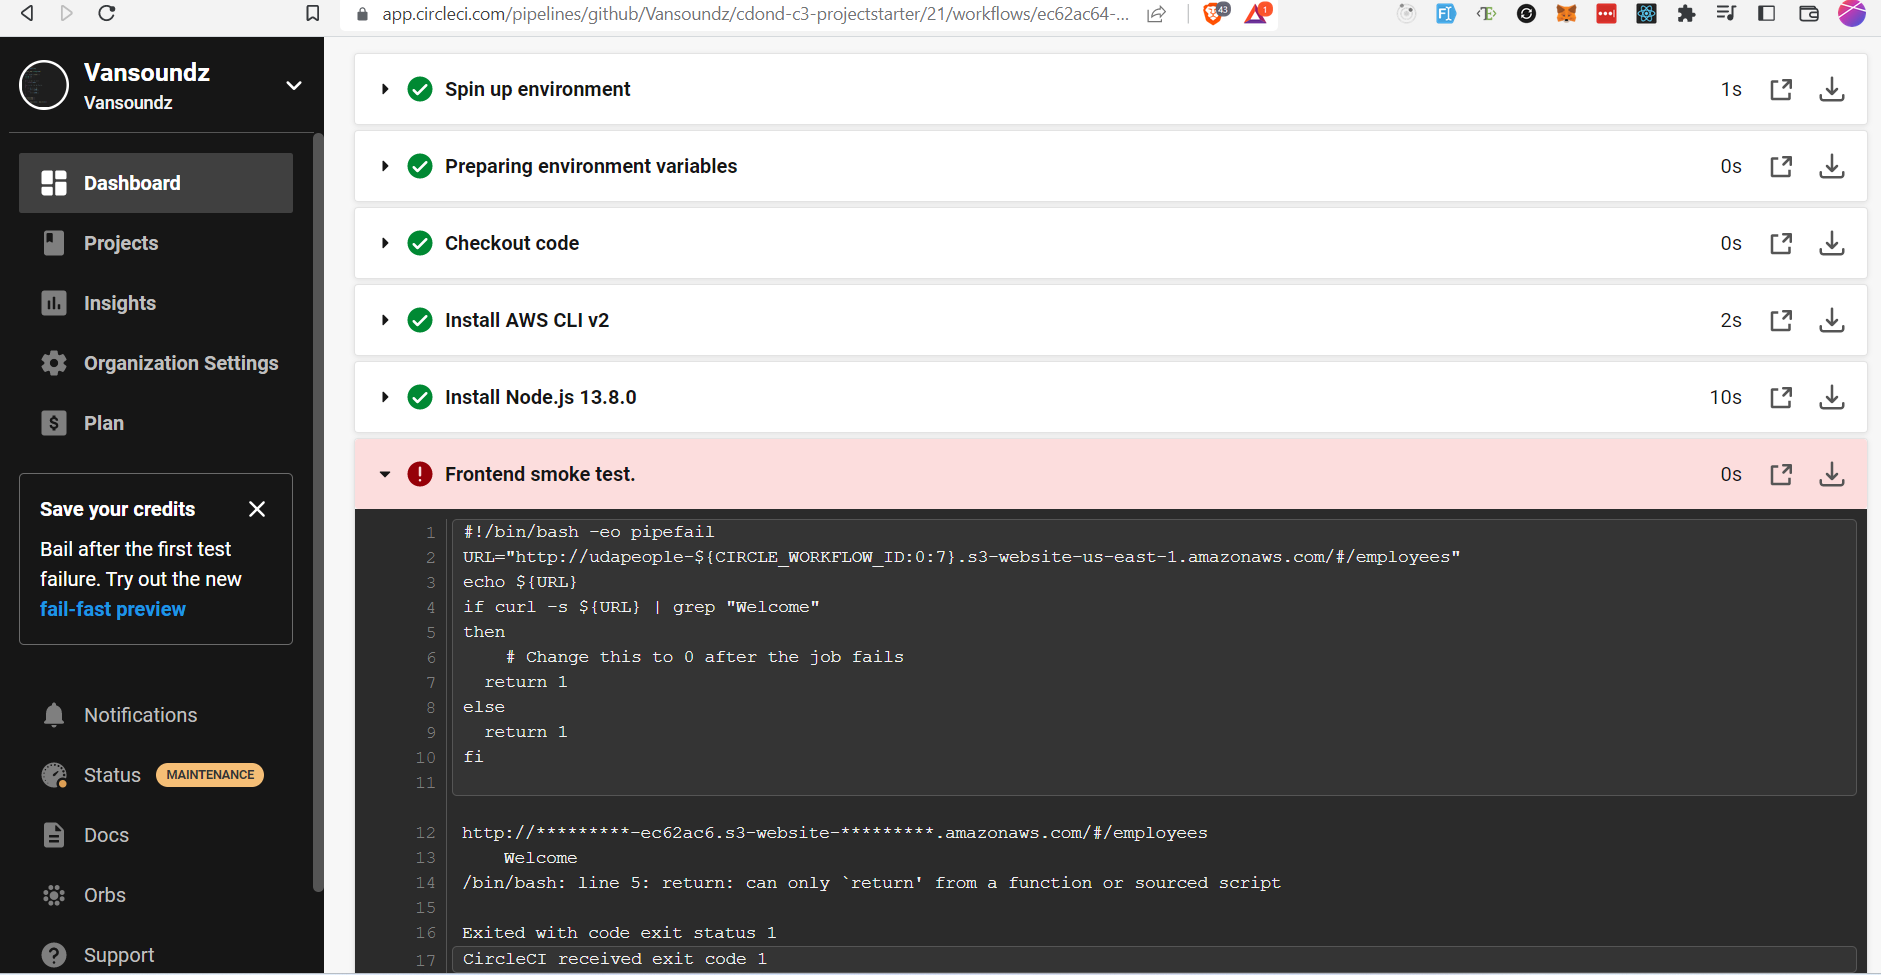 app.circleci.com/pipelines/github/Vansoundz/cdond-c3-projectstarter/21/workflows/ec62ac64-...
43
1
Vansoundz
Vansoundz
Dashboard
Projects
Insights
Organization Settings
Plan
Save your credits
Bail after the first test
failure. Try out the new
fail-fast preview
Notifications
Status MAINTENANCE
Docs
Orbs
Support
Spin up environment 1s
Preparing environment variables 0s
Checkout code 0s
Install AWS CLI v2 2s
Install Node.js 13.8.0 10s
Frontend smoke test. 0s
1 #!/bin/bash -eo pipefail
2 URL="http://udapeople-${CIRCLE_WORKFLOW_ID:0:7}.s3-website-us-east-1.amazonaws.com/#/employees"
3 echo ${URL}
4 if curl -s ${URL} | grep "Welcome"
5 then
6     # Change this to 0 after the job fails
7   return 1
8 else
9   return 1
10 fi
11
12 http://*********-ec62ac6.s3-website-*********.amazonaws.com/#/employees
13     Welcome
14 /bin/bash: line 5: return: can only `return' from a function or sourced script
15
16 Exited with code exit status 1
17 CircleCI received exit code 1